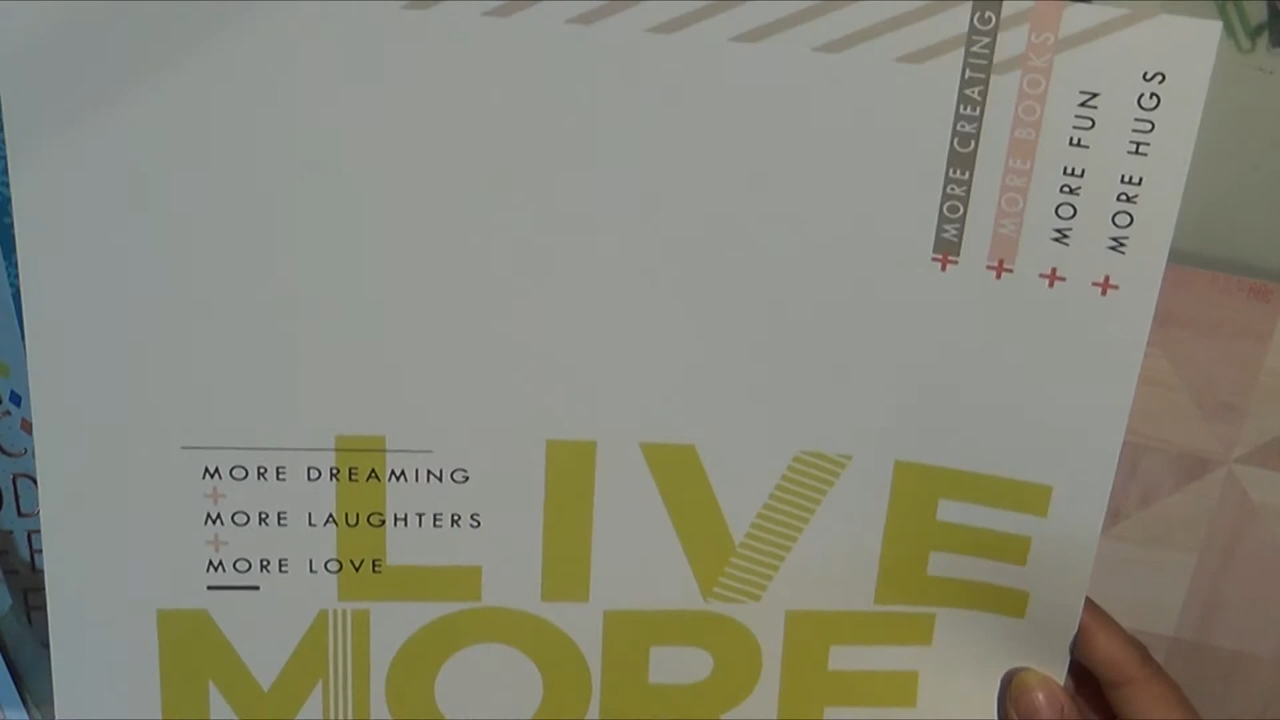 + MORE CREATING
+ MORE BOOKS
+ MORE FUN
+ MORE HUGS
MORE DREAMING
+
MORE LAUGHTERS
+
MORE LOVE
LIVE
MORE